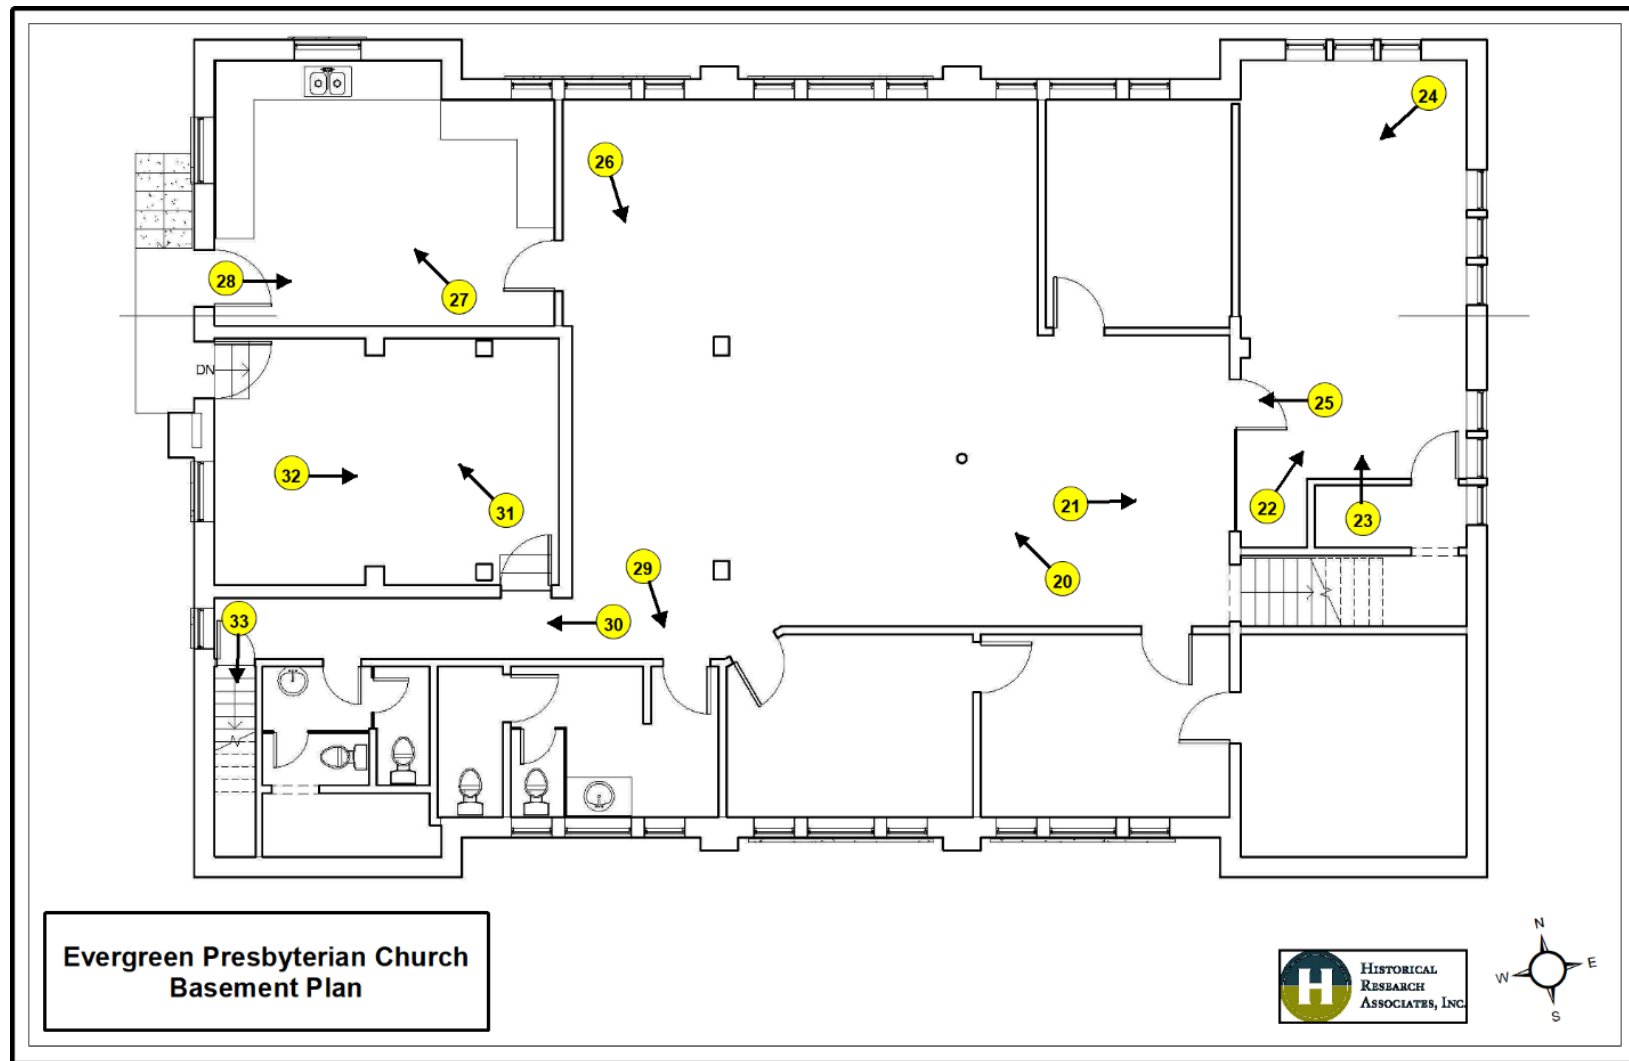 24
26
28
27
DN
25
32
31
21
22
23
29
20
33
30
Evergreen Presbyterian Church
Basement Plan
H
HISTORICAL
RESEARCH
ASSOCIATES, INC.
N
W
E
S